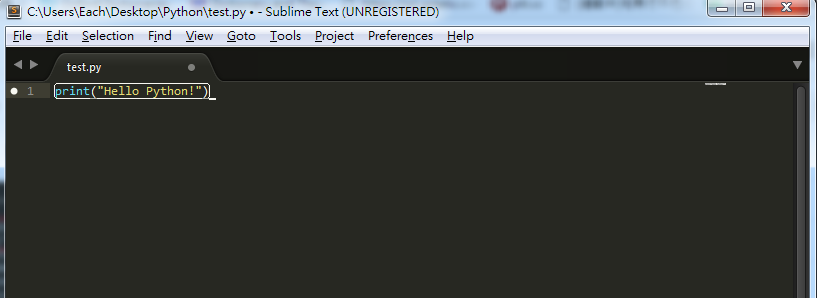 C:\Users\Each\Desktop\Python\test.py • - Sublime Text (UNREGISTERED)
File Edit Selection Find View Goto Tools Project Preferences Help
test.py
1 print("Hello Python!")